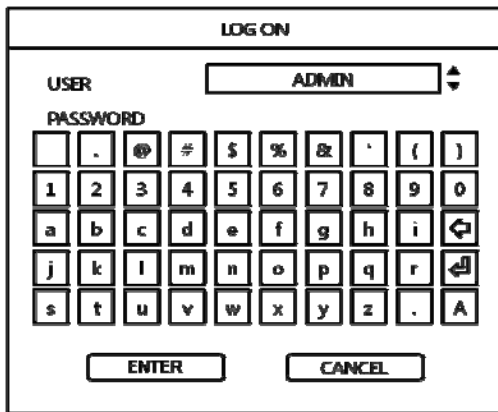 LOG ON
USER ADMIN
PASSWORD
. @ # $ % & ' ( )
1 2 3 4 5 6 7 8 9 0
a b c d e f g h i
j k l m n o p q r
s t u v w x y z . A
ENTER CANCEL